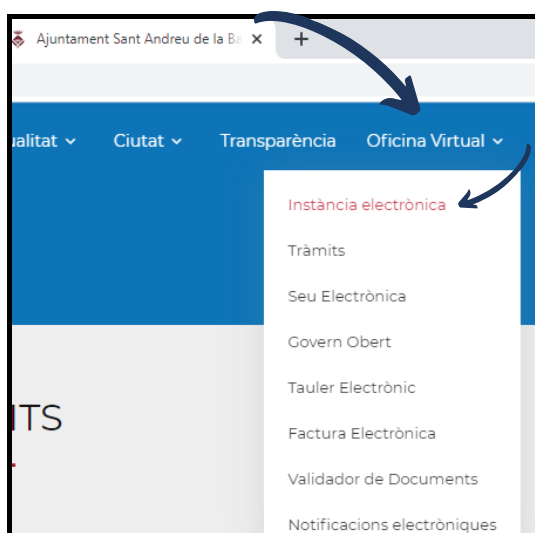 Ajuntament Sant Andreu de la Ba
ualitat Ciutat Transparència Oficina Virtual
Instància electrònica
Tràmits
Seu Electrònica
Govern Obert
Tauler Electrònic
ITS
Factura Electrònica
Validador de Documents
Notificacions electròniques